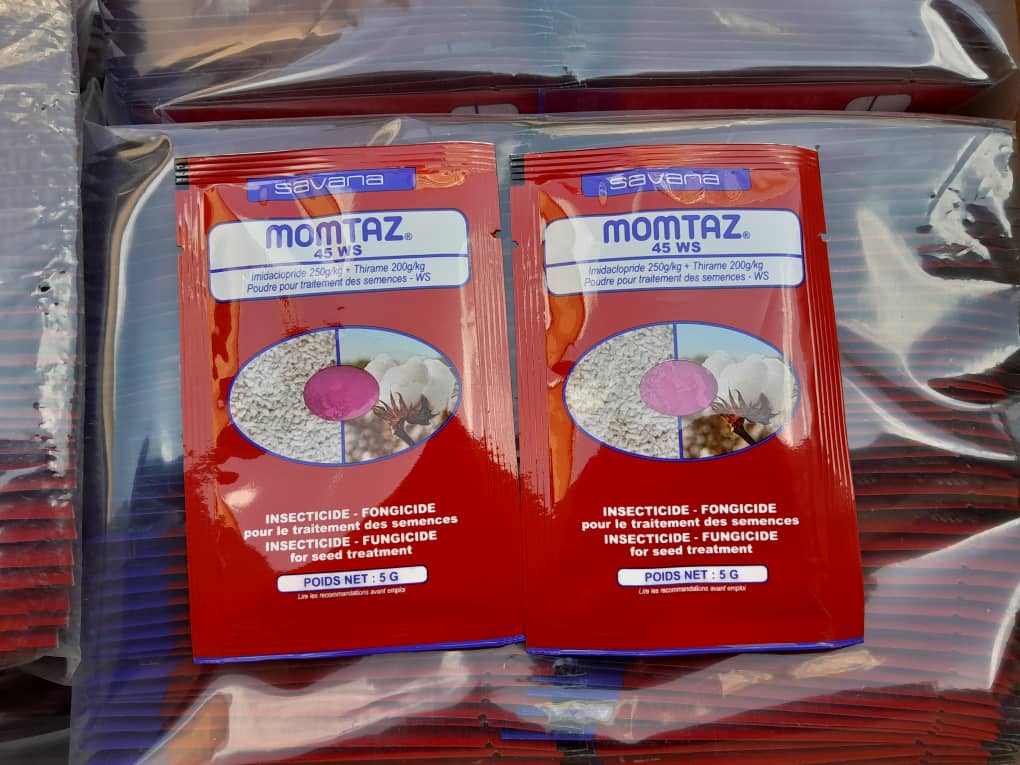 savana
MOMTAZ®
45 WS
Imidaclopride 250g/kg + Thirame 200g/kg
Poudre pour traitement des semences - WS
INSECTICIDE - FONGICIDE
pour le traitement des semences
INSECTICIDE - FUNGICIDE
for seed treatment
POIDS NET : 5 G
Lire les recommandations avant emploi
savana
MOMTAZ®
45 WS
Imidaclopride 250g/kg + Thirame 200g/kg
Poudre pour traitement des semences - WS
INSECTICIDE - FONGICIDE
pour le traitement des semences
INSECTICIDE - FUNGICIDE
for seed treatment
POIDS NET : 5 G
Lire les recommandations avant emploi